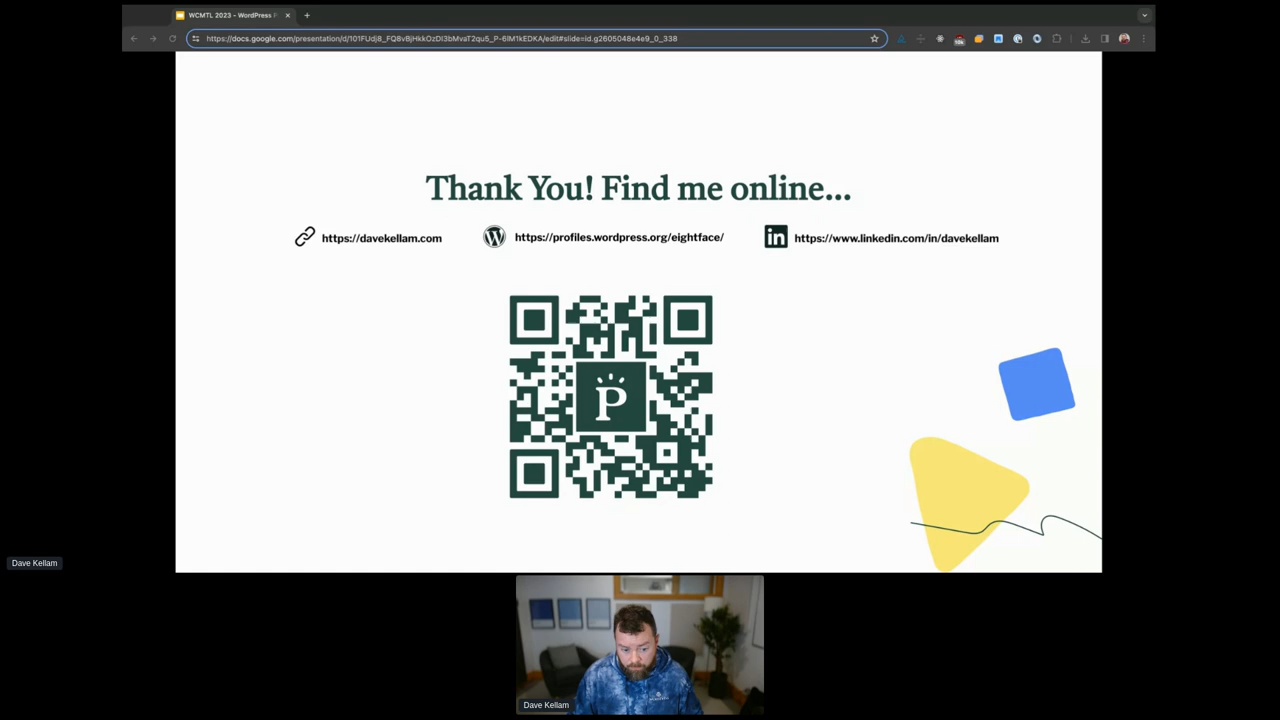 WCMTL 2023 - WordPress P
https://docs.google.com/presentation/d/101FUdj8_FQ8vBjHkkOzDI3bMvaT2qu5_P-6lM1kEDKA/edit#slide=id.g2605048e4e9_0_338
Thank You! Find me online...
https://davekellam.com
https://profiles.wordpress.org/eightface/
https://www.linkedin.com/in/davekellam
P
Dave Kellam
Dave Kellam